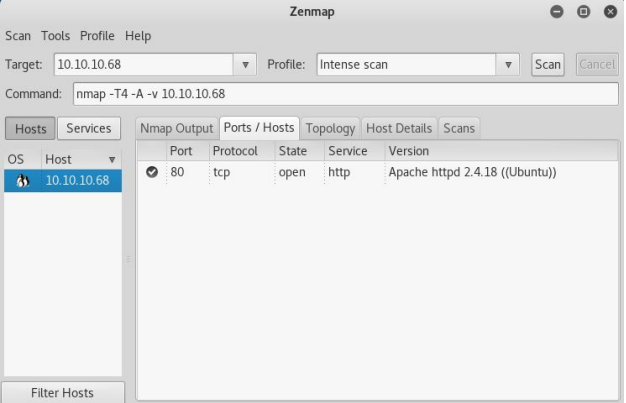 Zenmap
Scan Tools Profile Help
Target: 10.10.10.68 Profile: Intense scan Scan Cancel
Command: nmap -T4 -A -v 10.10.10.68
Hosts Services Nmap Output Ports / Hosts Topology Host Details Scans
OS Host Port Protocol State Service Version
10.10.10.68 80 tcp open http Apache httpd 2.4.18 ((Ubuntu))
Filter Hosts